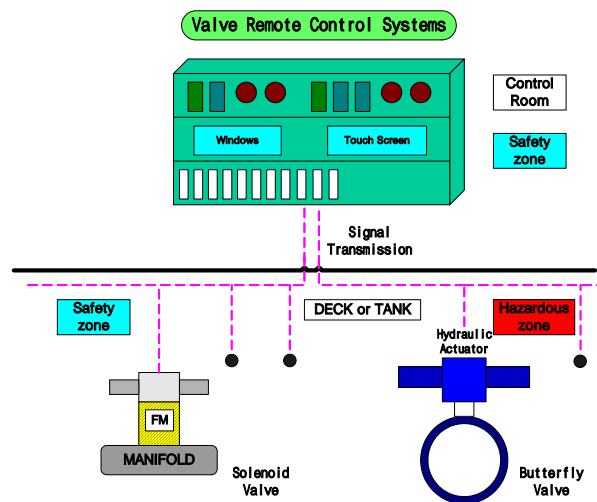 Valve Remote Control Systems
Control
Room
Windows
Touch Screen
Safety
zone
Signal
Transmission
Safety
zone
DECK or TANK
Hazardous
zone
Hydraulic
Actuator
FM
MANIFOLD
Solenoid
Valve
Butterfly
Valve